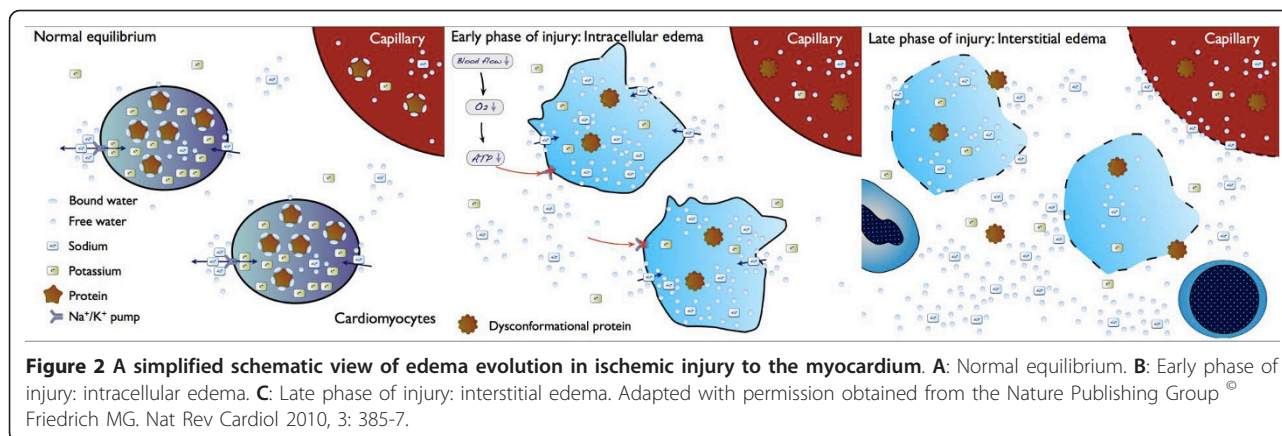 Normal equilibrium
Capillary
Bound water
Free water
Sodium
Potassium
Protein
Na⁺/K⁺ pump
Cardiomyocytes
Early phase of injury: Intracellular edema
Capillary
Blood flow ↓
O₂ ↓
ATP ↓
Dysconformational protein
Late phase of injury: Interstitial edema
Capillary
Figure 2 A simplified schematic view of edema evolution in ischemic injury to the myocardium. A: Normal equilibrium. B: Early phase of
injury: intracellular edema. C: Late phase of injury: interstitial edema. Adapted with permission obtained from the Nature Publishing Group ©
Friedrich MG. Nat Rev Cardiol 2010, 3: 385-7.